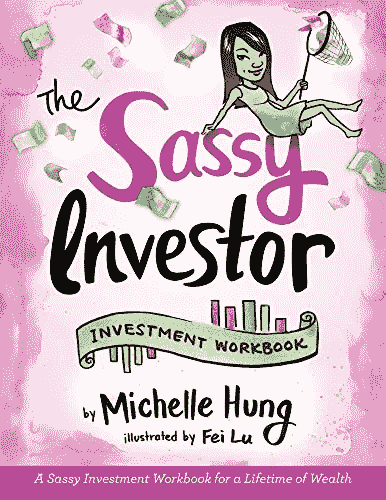 The
Sassy
Investor
INVESTMENT WORKBOOK
by Michelle Hung
illustrated by Fei Lu
A Sassy Investment Workbook for a Lifetime of Wealth